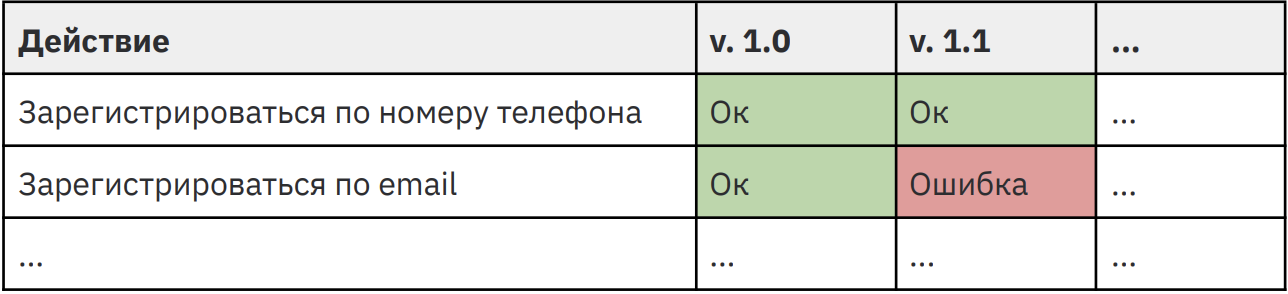 Действие v. 1.0 v. 1.1 ...
Зарегистрироваться по номеру телефона Ок Ок ...
Зарегистрироваться по email Ок Ошибка ...
... ... ... ...